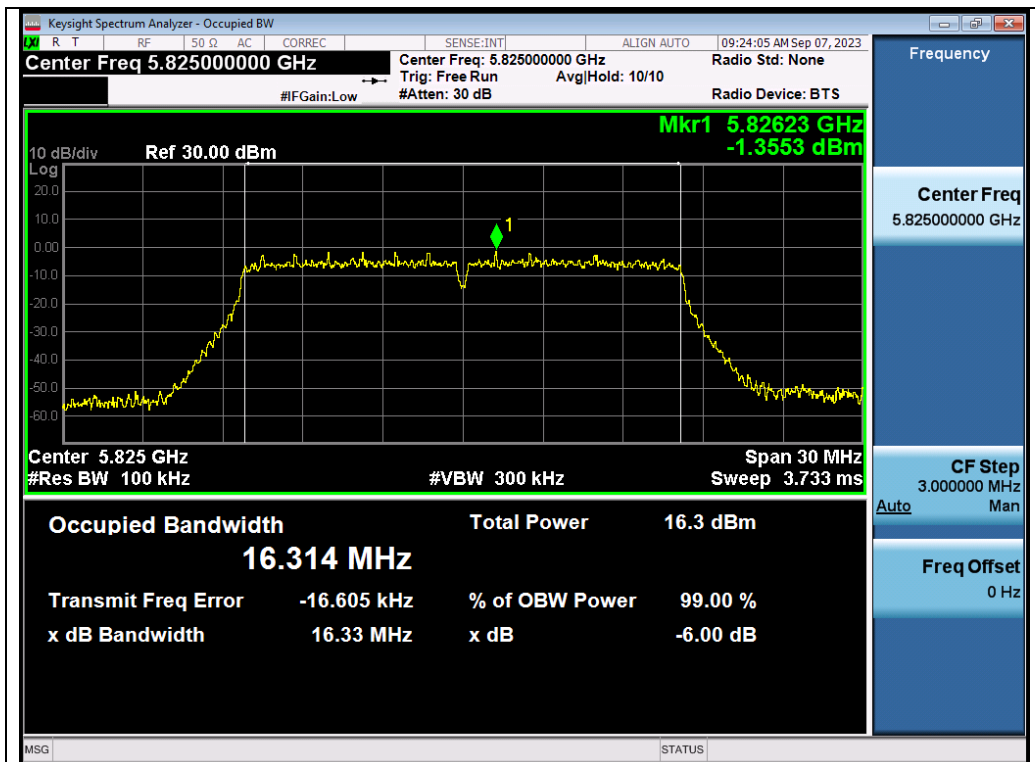 Keysight Spectrum Analyzer - Occupied BW
LXI R T RF 50 Ω AC CORREC SENSE:INT ALIGN AUTO 09:24:05 AM Sep 07, 2023
Center Freq 5.825000000 GHz
Center Freq: 5.825000000 GHz
Radio Std: None
Trig: Free Run Avg|Hold: 10/10
#IFGain:Low
#Atten: 30 dB
Radio Device: BTS
Mkr1 5.82623 GHz
-1.3553 dBm
10 dB/div Ref 30.00 dBm
Log
20.0
10.0
0.00
-10.0
-20.0
-30.0
-40.0
-50.0
-60.0
1
Center 5.825 GHz Span 30 MHz
#Res BW 100 kHz #VBW 300 kHz Sweep 3.733 ms
Occupied Bandwidth Total Power 16.3 dBm
16.314 MHz
Transmit Freq Error -16.605 kHz % of OBW Power 99.00 %
x dB Bandwidth 16.33 MHz x dB -6.00 dB
Frequency
Center Freq
5.825000000 GHz
CF Step
3.000000 MHz
Auto Man
Freq Offset
0 Hz
MSG STATUS